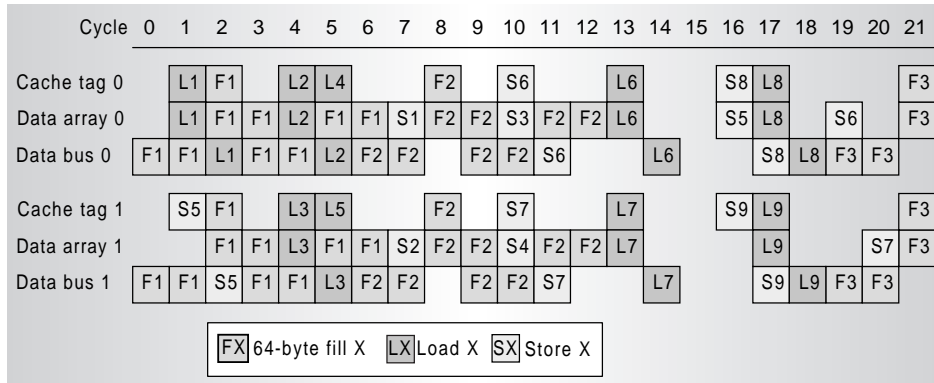 Cycle 0 1 2 3 4 5 6 7 8 9 10 11 12 13 14 15 16 17 18 19 20 21
Cache tag 0 L1 F1 L2 L4 F2 S6 L6 S8 L8 F3
Data array 0 L1 F1 F1 L2 F1 F1 S1 F2 F2 S3 F2 F2 L6 S5 L8 S6 F3
Data bus 0 F1 F1 L1 F1 F1 L2 F2 F2 F2 F2 S6 L6 S8 L8 F3 F3
Cache tag 1 S5 F1 L3 L5 F2 S7 L7 S9 L9 F3
Data array 1 F1 F1 L3 F1 F1 S2 F2 F2 S4 F2 F2 L7 L9 S7 F3
Data bus 1 F1 F1 S5 F1 F1 L3 F2 F2 F2 F2 S7 L7 S9 L9 F3 F3
FX 64-byte fill X LX Load X SX Store X